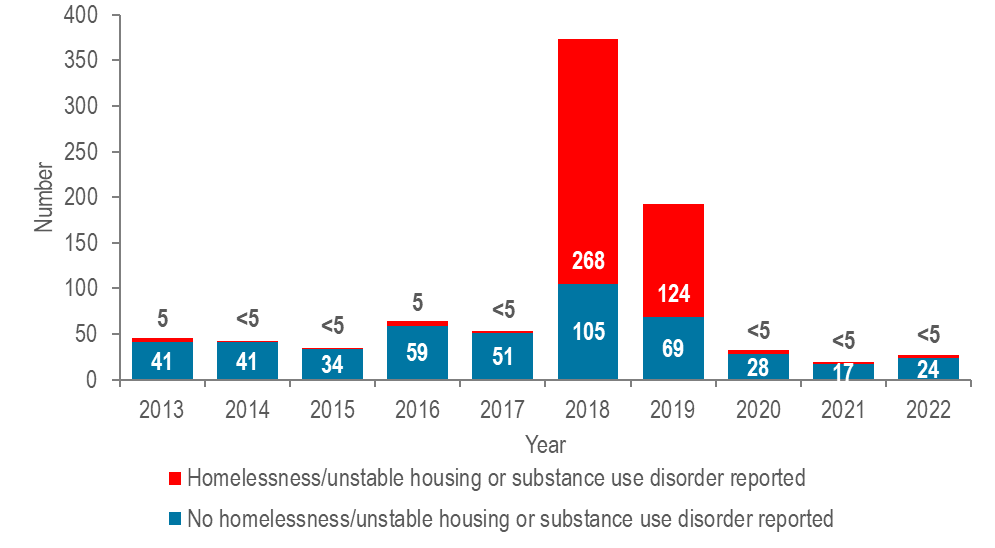 400
350
300
250
200
150
100
50
0
Number
5 <5 <5 5 <5 <5 <5 <5
268 124
41 41 34 59 51 105 69 28 17 24
2013 2014 2015 2016 2017 2018 2019 2020 2021 2022
Year
Homelessness/unstable housing or substance use disorder reported
No homelessness/unstable housing or substance use disorder reported